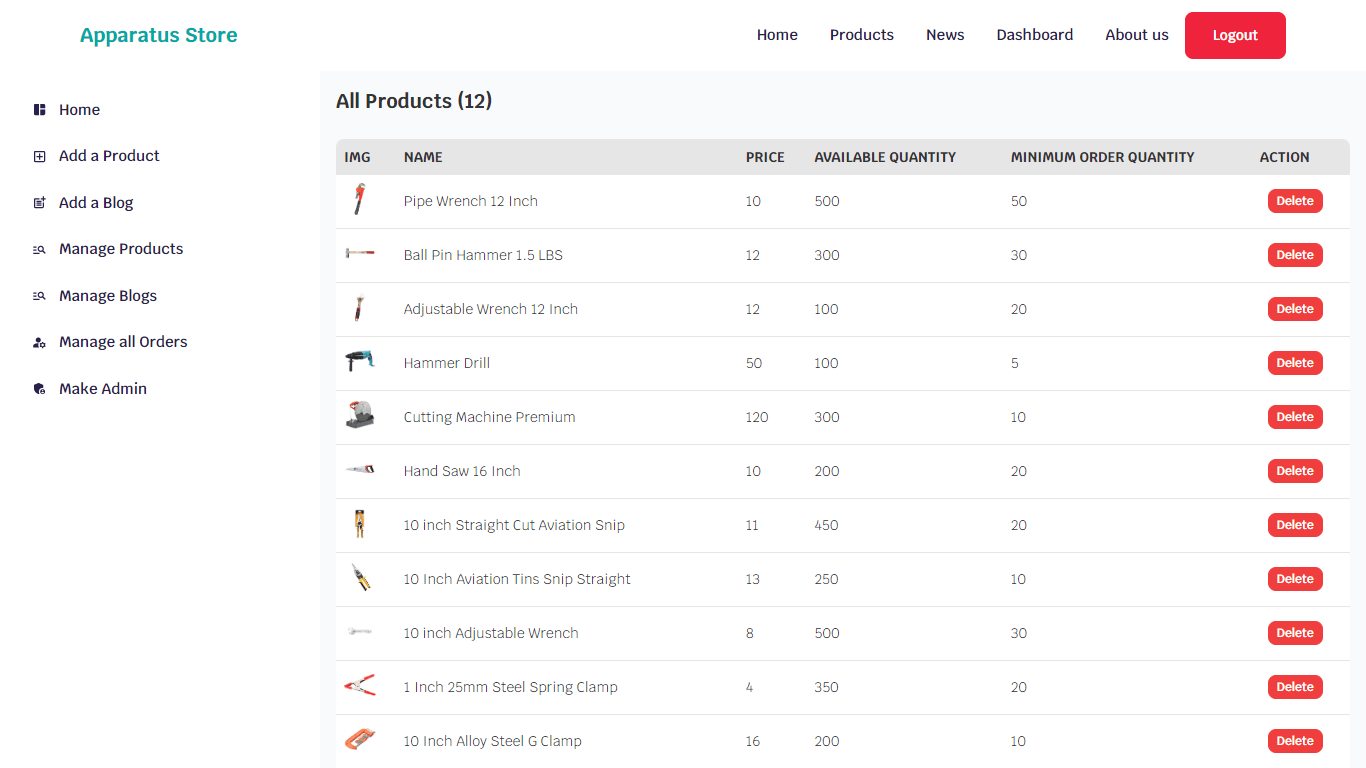 Apparatus Store
Home Products News Dashboard About us Logout
Home
Add a Product
Add a Blog
Manage Products
Manage Blogs
Manage all Orders
Make Admin
All Products (12)
IMG NAME PRICE AVAILABLE QUANTITY MINIMUM ORDER QUANTITY ACTION
Pipe Wrench 12 Inch 10 500 50 Delete
Ball Pin Hammer 1.5 LBS 12 300 30 Delete
Adjustable Wrench 12 Inch 12 100 20 Delete
Hammer Drill 50 100 5 Delete
Cutting Machine Premium 120 300 10 Delete
Hand Saw 16 Inch 10 200 20 Delete
10 inch Straight Cut Aviation Snip 11 450 20 Delete
10 Inch Aviation Tins Snip Straight 13 250 10 Delete
10 inch Adjustable Wrench 8 500 30 Delete
1 Inch 25mm Steel Spring Clamp 4 350 20 Delete
10 Inch Alloy Steel G Clamp 16 200 10 Delete